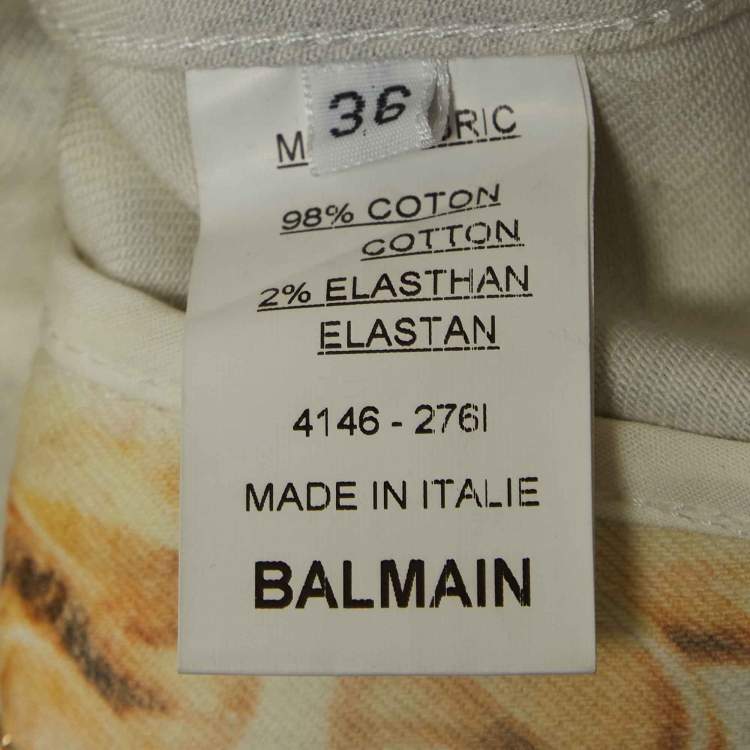 36
98% COTON
COTTON
2% ELASTHAN
ELASTAN
4146 - 276I
MADE IN ITALIE
BALMAIN